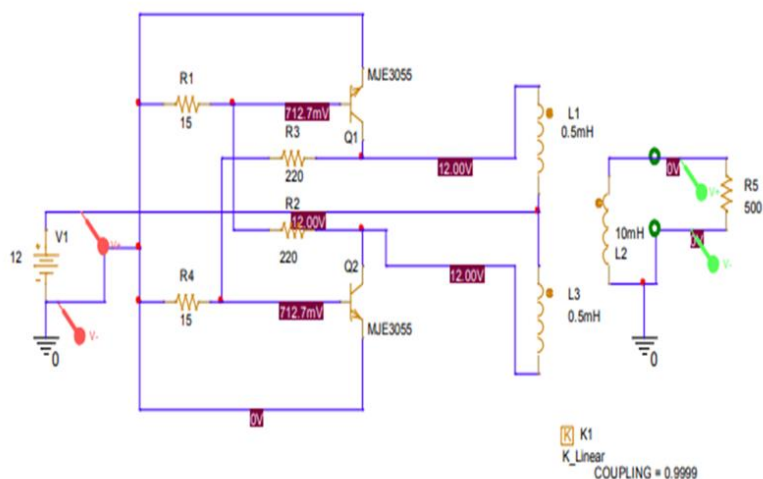 MJE3055
R1
15
712.7mV
Q1
R3
220
12.00V
L1
0.5mH
0V
V+
R5
500
R2
12.00V
220
V1
12
V+
10mH
L2
0V
V-
Q2
12.00V
R4
15
712.7mV
MJE3055
L3
0.5mH
V-
0
0
0V
K K1
K_Linear
COUPLING = 0.9999